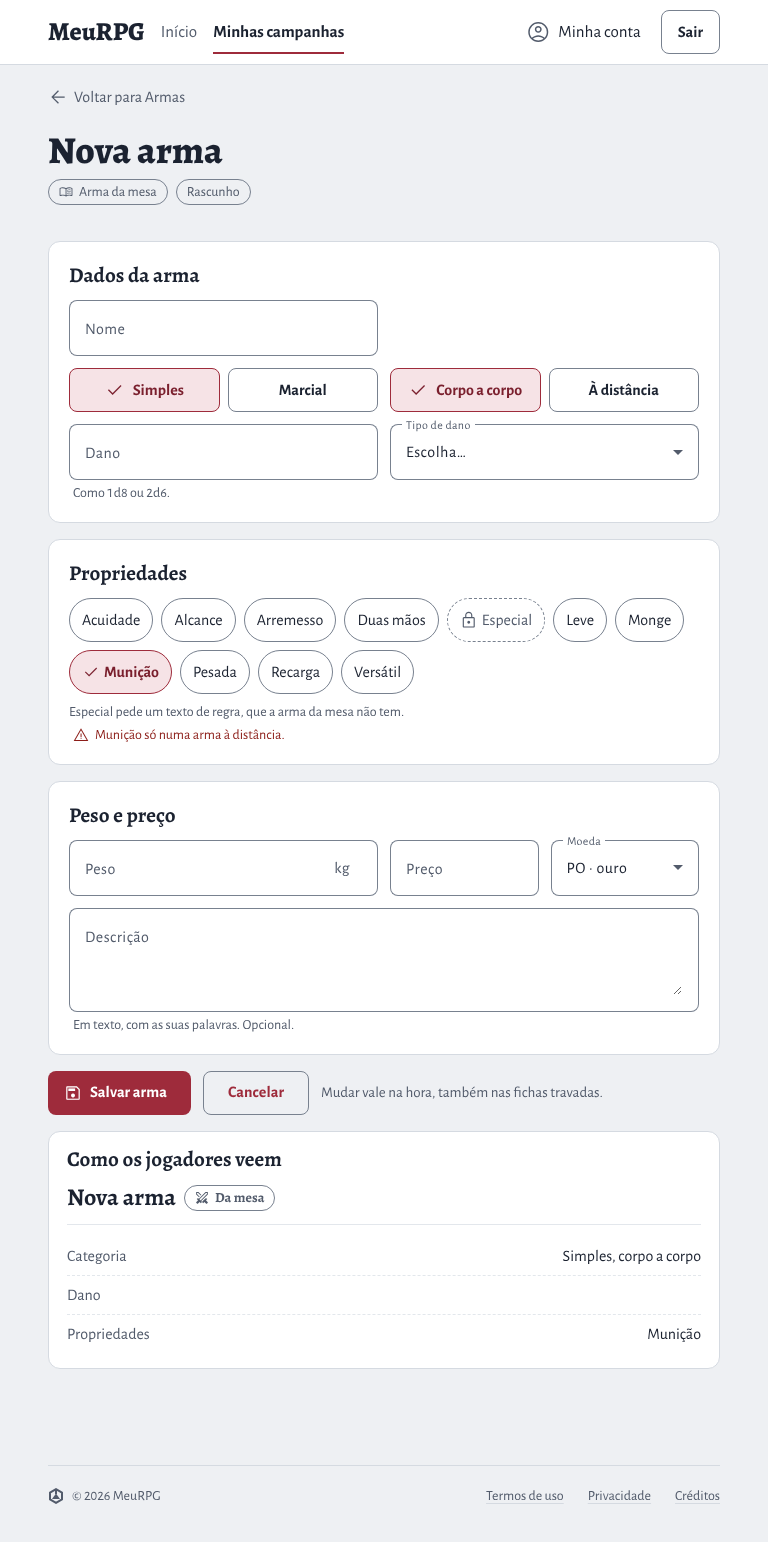 MeuRPG Início Minhas campanhas Minha conta Sair
Voltar para Armas
Nova arma
Arma da mesa Rascunho
Dados da arma
Nome
Simples Marcial Corpo a corpo À distância
Tipo de dano
Dano Escolha…
Como 1d8 ou 2d6.
Propriedades
Acuidade Alcance Arremesso Duas mãos Especial Leve Monge
Munição Pesada Recarga Versátil
Especial pede um texto de regra, que a arma da mesa não tem.
Munição só numa arma à distância.
Peso e preço
Moeda
Peso kg Preço PO · ouro
Descrição
Em texto, com as suas palavras. Opcional.
Salvar arma Cancelar Mudar vale na hora, também nas fichas travadas.
Como os jogadores veem
Nova arma Da mesa
Categoria Simples, corpo a corpo
Dano
Propriedades Munição
© 2026 MeuRPG Termos de uso Privacidade Créditos